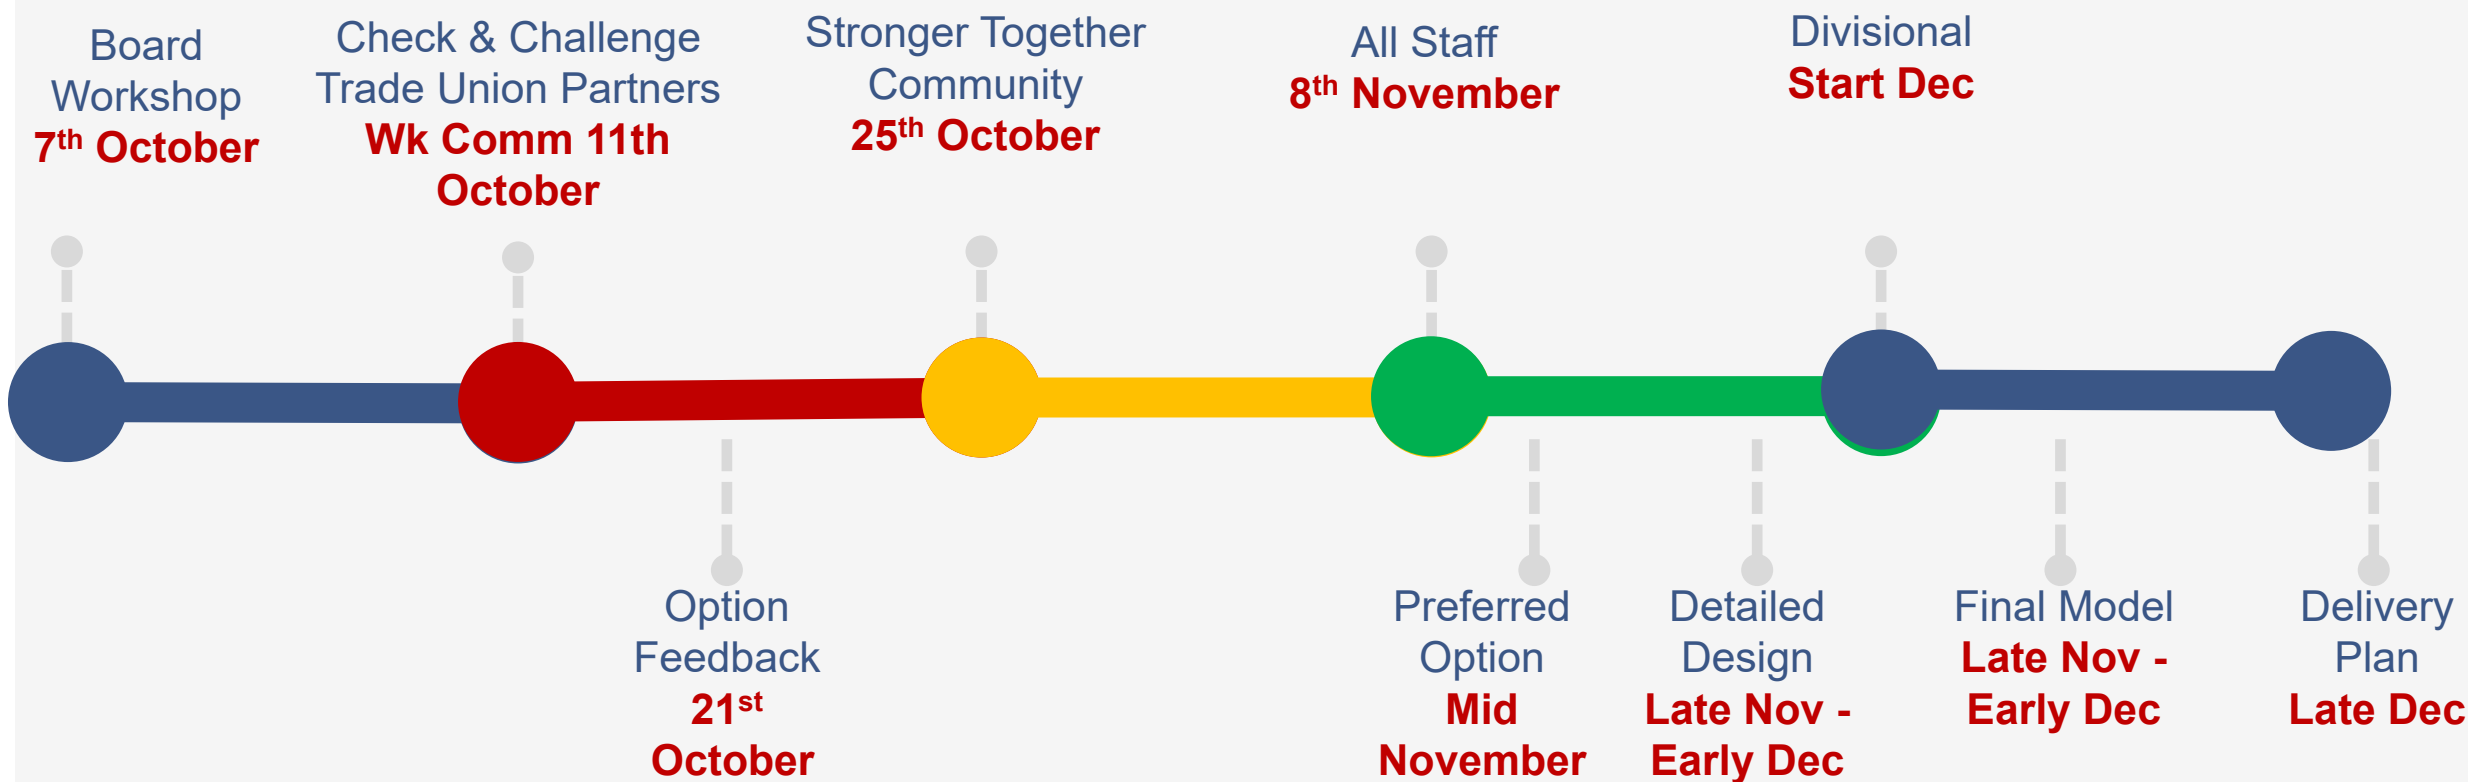 Board
Workshop
7th October
Check & Challenge
Trade Union Partners
Wk Comm 11th
October
Stronger Together
Community
25th October
All Staff
8th November
Divisional
Start Dec
Option
Feedback
21st
October
Preferred
Option
Mid
November
Detailed
Design
Late Nov -
Early Dec
Final Model
Late Nov -
Early Dec
Delivery
Plan
Late Dec